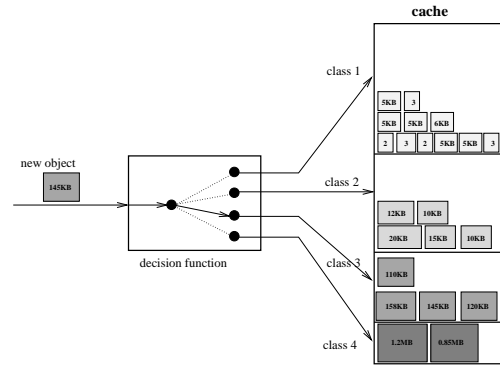 cache
class 1
5KB 3
5KB 5KB 6KB
2 3 2 5KB 5KB 3
new object
145KB
class 2
12KB 10KB
20KB 15KB 10KB
decision function
class 3
110KB
158KB 145KB 120KB
class 4
1.2MB 0.85MB